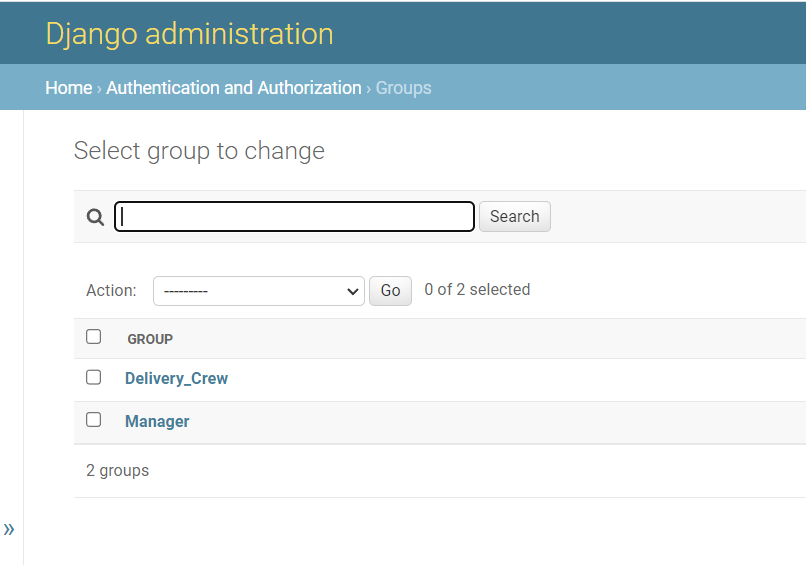 Django administration
Home › Authentication and Authorization › Groups
Select group to change
Search
Action: --------- Go 0 of 2 selected
GROUP
Delivery_Crew
Manager
2 groups
»